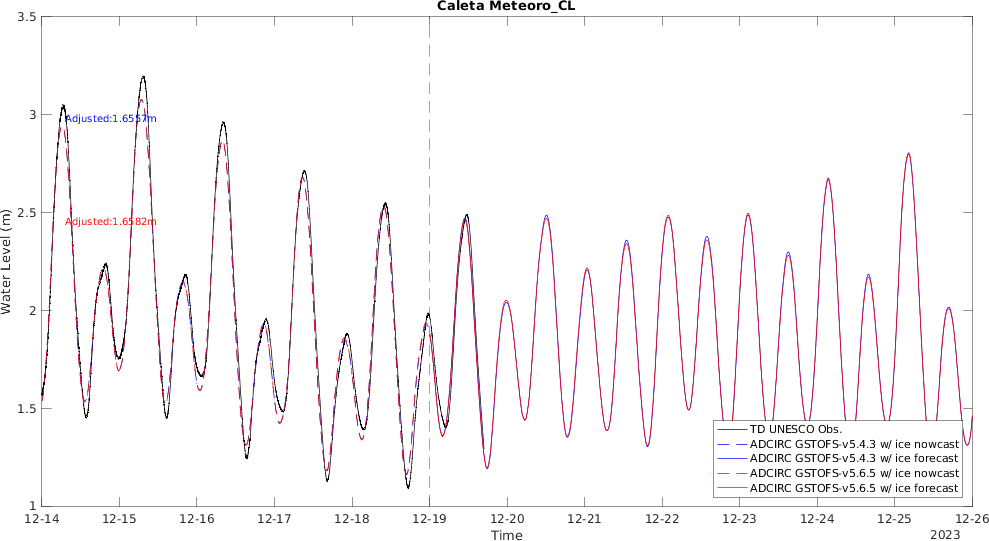 Caleta Meteoro_CL
3.5
3
2.5
2
1.5
1
Water Level (m)
Adjusted:1.6557m
Adjusted:1.6582m
TD UNESCO Obs.
ADCIRC GSTOFS-v5.4.3 w/ ice nowcast
ADCIRC GSTOFS-v5.4.3 w/ ice forecast
ADCIRC GSTOFS-v5.6.5 w/ ice nowcast
ADCIRC GSTOFS-v5.6.5 w/ ice forecast
12-14 12-15 12-16 12-17 12-18 12-19 12-20 12-21 12-22 12-23 12-24 12-25 12-26
Time
2023